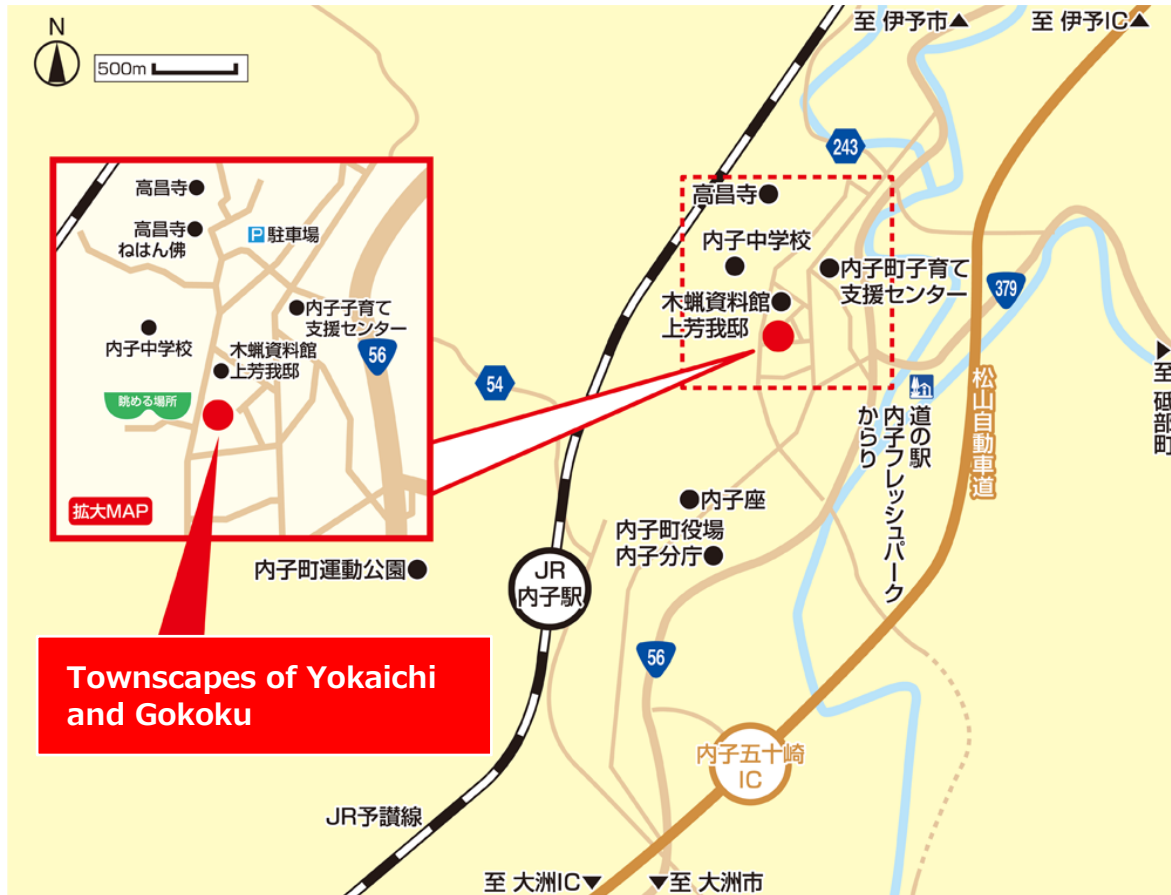 N
500m
至 伊予市▲
至 伊予IC▲
243
高昌寺
内子中学校
内子町子育て
支援センター
木蝋資料館
上芳我邸
379
至 砥部町
54
道の駅
内子フレッシュパーク
からり
松山自動車道
内子座
内子町役場
内子分庁
内子町運動公園
JR
内子駅
56
内子五十崎
IC
JR予讃線
至 大洲IC▼
▼至 大洲市
高昌寺
高昌寺
ねはん佛
P 駐車場
内子子育て
支援センター
内子中学校
木蝋資料館
上芳我邸
56
眺める場所
拡大MAP
Townscapes of Yokaichi
and Gokoku